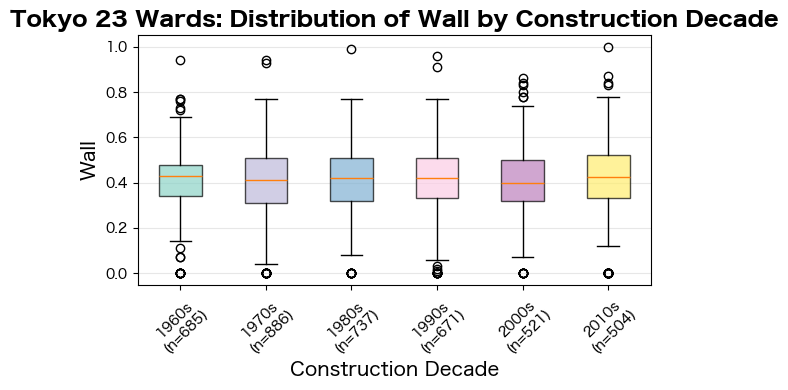 Tokyo 23 Wards: Distribution of Wall by Construction Decade
Wall
1.0
0.8
0.6
0.4
0.2
0.0
1960s
(n=685)
1970s
(n=886)
1980s
(n=737)
1990s
(n=671)
2000s
(n=521)
2010s
(n=504)
Construction Decade